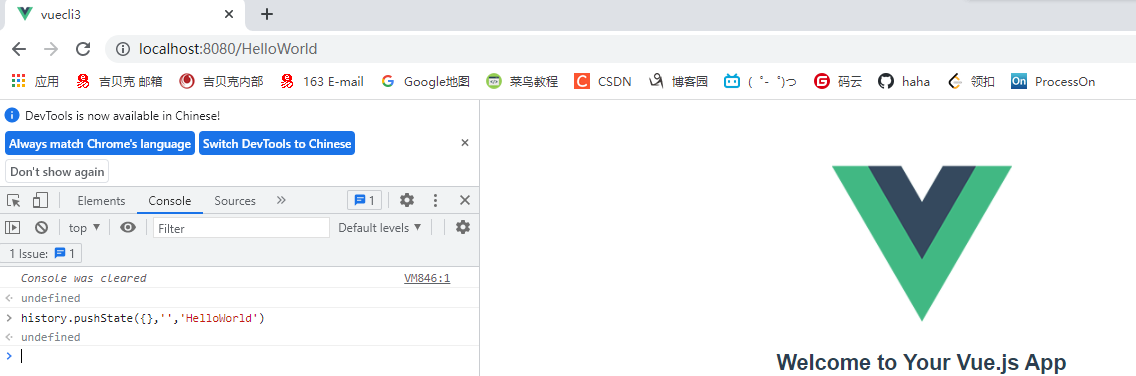 vuecli3
localhost:8080/HelloWorld
应用 吉贝克 邮箱 吉贝克内部 163 E-mail Google地图 菜鸟教程 CSDN 博客园 ( ゜- ゜)つ 码云 haha 领扣 ProcessOn
DevTools is now available in Chinese!
Always match Chrome's language Switch DevTools to Chinese
Don't show again
Elements Console Sources 1
top Filter Default levels
1 Issue: 1
Console was cleared VM846:1
undefined
history.pushState({},'','HelloWorld')
undefined
Welcome to Your Vue.js App